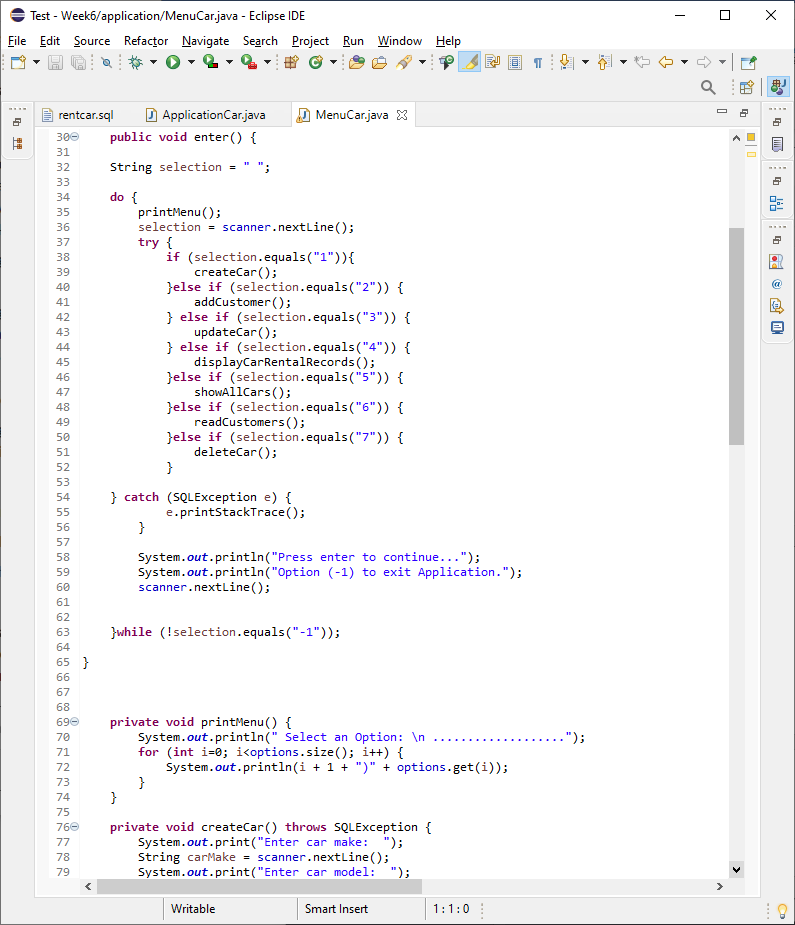 Test - Week6/application/MenuCar.java - Eclipse IDE
File Edit Source Refactor Navigate Search Project Run Window Help
rentcar.sql ApplicationCar.java MenuCar.java
30 public void enter() {
31
32 String selection = " ";
33
34 do {
35 printMenu();
36 selection = scanner.nextLine();
37 try {
38 if (selection.equals("1")){
39 createCar();
40 }else if (selection.equals("2")) {
41 addCustomer();
42 } else if (selection.equals("3")) {
43 updateCar();
44 } else if (selection.equals("4")) {
45 displayCarRentalRecords();
46 }else if (selection.equals("5")) {
47 showAllCars();
48 }else if (selection.equals("6")) {
49 readCustomers();
50 }else if (selection.equals("7")) {
51 deleteCar();
52 }
53
54 } catch (SQLException e) {
55 e.printStackTrace();
56 }
57
58 System.out.println("Press enter to continue...");
59 System.out.println("Option (-1) to exit Application.");
60 scanner.nextLine();
61
62
63 }while (!selection.equals("-1"));
64
65 }
66
67
68
69 private void printMenu() {
70 System.out.println(" Select an Option: \n ...................");
71 for (int i=0; i<options.size(); i++) {
72 System.out.println(i + 1 + ")" + options.get(i));
73 }
74 }
75
76 private void createCar() throws SQLException {
77 System.out.print("Enter car make:  ");
78 String carMake = scanner.nextLine();
79 System.out.print("Enter car model:  ");
Writable Smart Insert 1 : 1 : 0